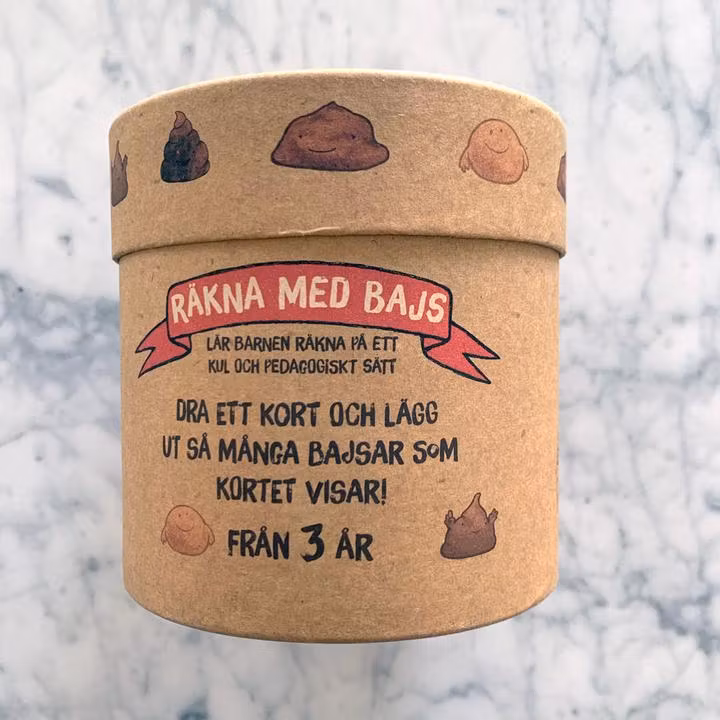 RÄKNA MED BAJS
LÄR BARNEN RÄKNA PÅ ETT
KUL OCH PEDAGOGISKT SÄTT
DRA ETT KORT OCH LÄGG
UT SÅ MÅNGA BAJSAR SOM
KORTET VISAR!
FRÅN 3 ÅR